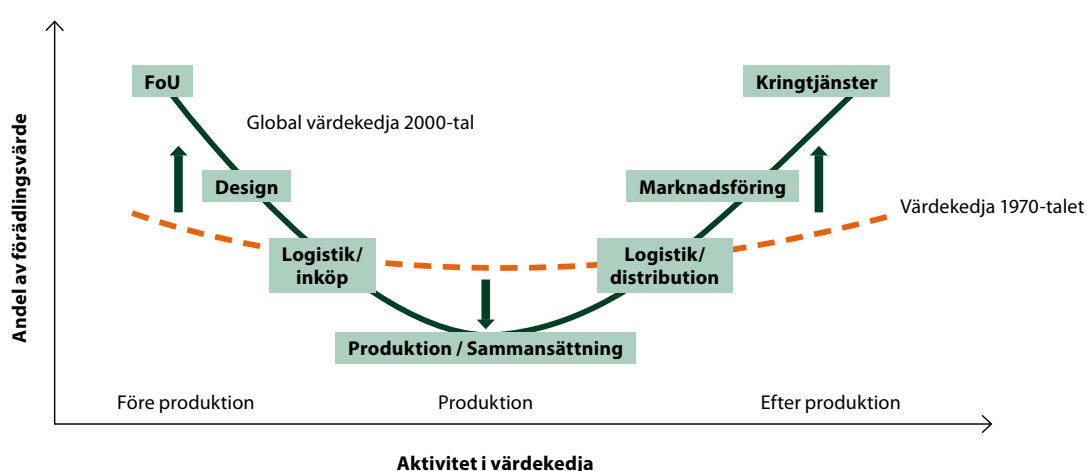 FoU
Kringtjänster
Global värdekedja 2000-tal
Design
Marknadsföring
Värdekedja 1970-talet
Logistik/
inköp
Logistik/
distribution
Produktion / Sammansättning
Före produktion
Produktion
Efter produktion
Aktivitet i värdekedja
Andel av förädlingsvärde